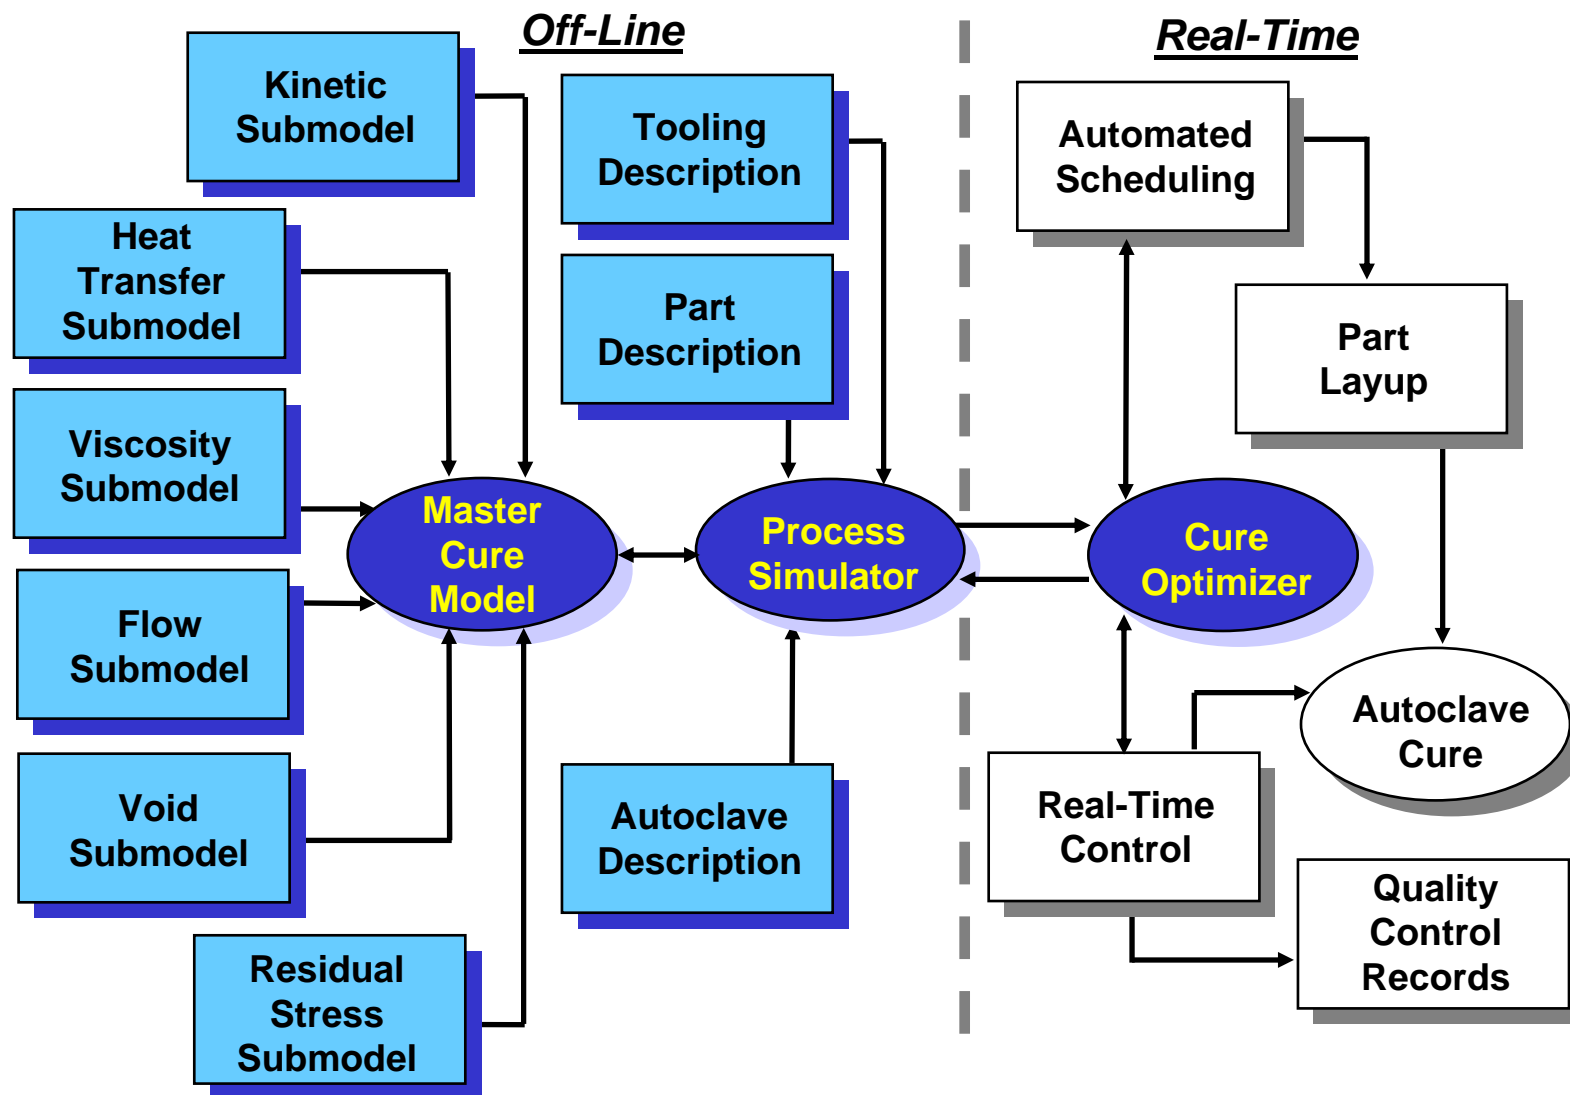 Off-Line
Real-Time
Kinetic
Submodel
Heat
Transfer
Submodel
Viscosity
Submodel
Flow
Submodel
Void
Submodel
Residual
Stress
Submodel
Master
Cure
Model
Tooling
Description
Part
Description
Process
Simulator
Autoclave
Description
Automated
Scheduling
Part
Layup
Cure
Optimizer
Autoclave
Cure
Real-Time
Control
Quality
Control
Records